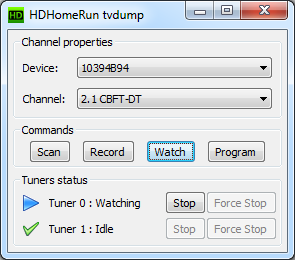 HD HDHomeRun tvdump
Channel properties
Device: 10394B94
Channel: 2.1 CBFT-DT
Commands
Scan Record Watch Program
Tuners status
Tuner 0 : Watching Stop Force Stop
Tuner 1 : Idle Stop Force Stop